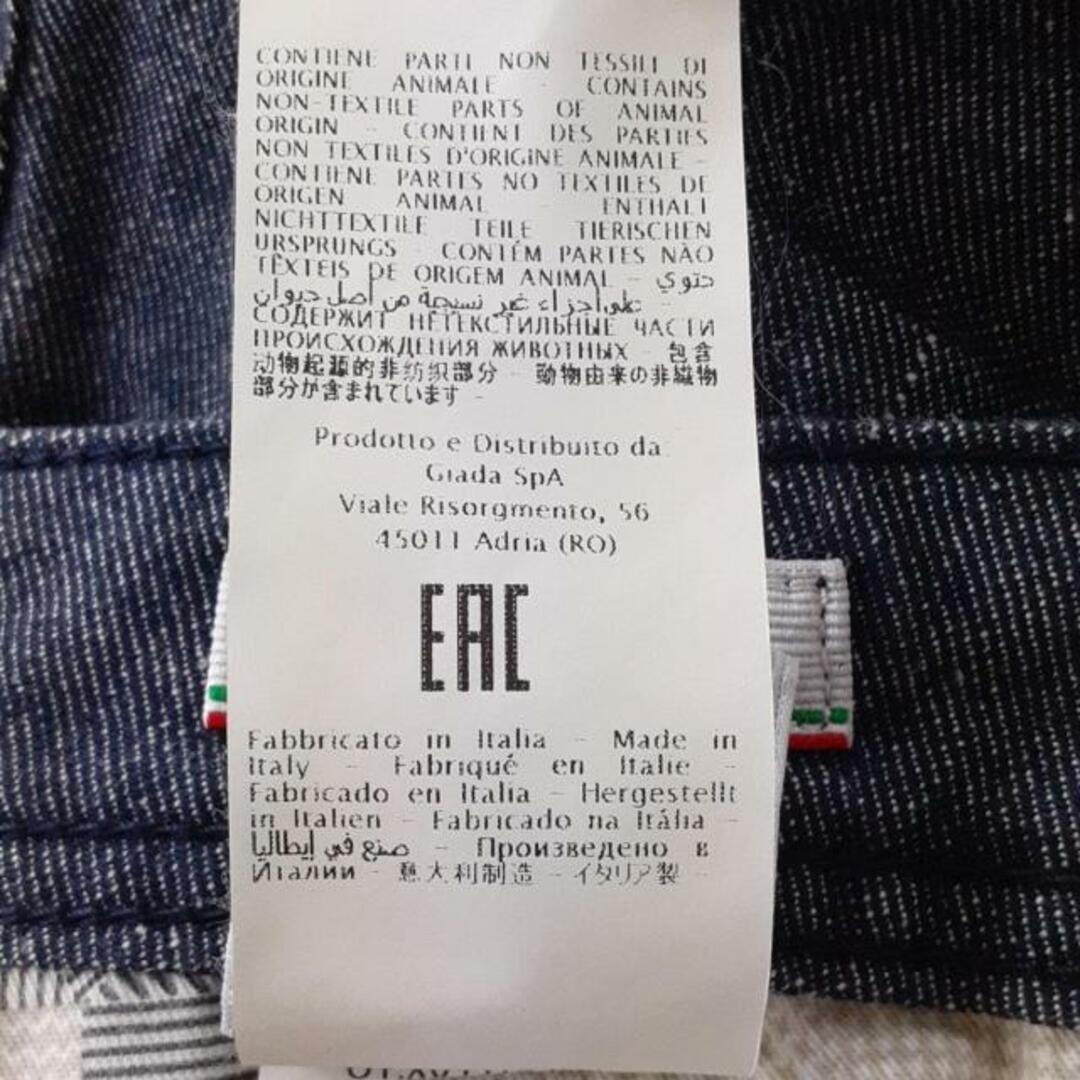 CONTIENE PARTI NON TESSILI DI
ORIGINE ANIMALE - CONTAINS
NON-TEXTILE PARTS OF ANIMAL
ORIGIN - CONTIENT DES PARTIES
NON TEXTILES D'ORIGINE ANIMALE -
CONTIENE PARTES NO TEXTILES DE
ORIGEN ANIMAL - ENTHALT
NICHTTEXTILE TEILE TIERISCHEN
URSPRUNGS - CONTÉM PARTES NÃO
TÊXTEIS DE ORIGEM ANIMAL - حتوي
على اجزاء غير نسيجية من اصل حيوان -
СОДЕРЖИТ НЕТЕКСТИЛЬНЫЕ ЧАСТИ
ПРОИСХОЖДЕНИЯ ЖИВОТНЫХ - 包含
动物起源的非纺织部分 - 動物由来の非織物
部分が含まれています -
Prodotto e Distribuito da:
Giada SpA
Viale Risorgmento, 56
45011 Adria (RO)
EAC
Fabbricato in Italia - Made in
Italy - Fabriqué en Italie -
Fabricado en Italia - Hergestellt
in Italien - Fabricado na Itália -
صنع في إيطاليا - Произведено в
Италии - 意大利制造 - イタリア製 -